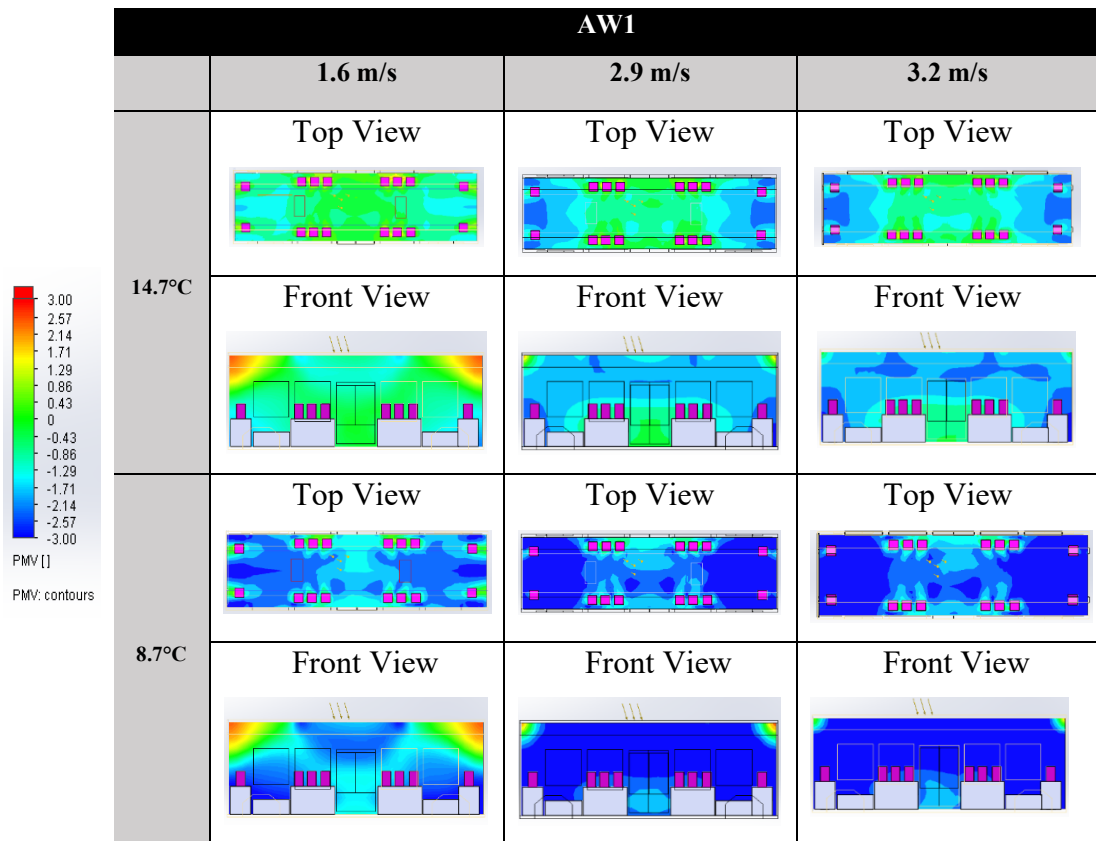 AW1
1.6 m/s 2.9 m/s 3.2 m/s
14.7°C
Top View Top View Top View
Front View Front View Front View
8.7°C
Top View Top View Top View
Front View Front View Front View
3.00
2.57
2.14
1.71
1.29
0.86
0.43
0
-0.43
-0.86
-1.29
-1.71
-2.14
-2.57
-3.00
PMV [ ]
PMV: contours